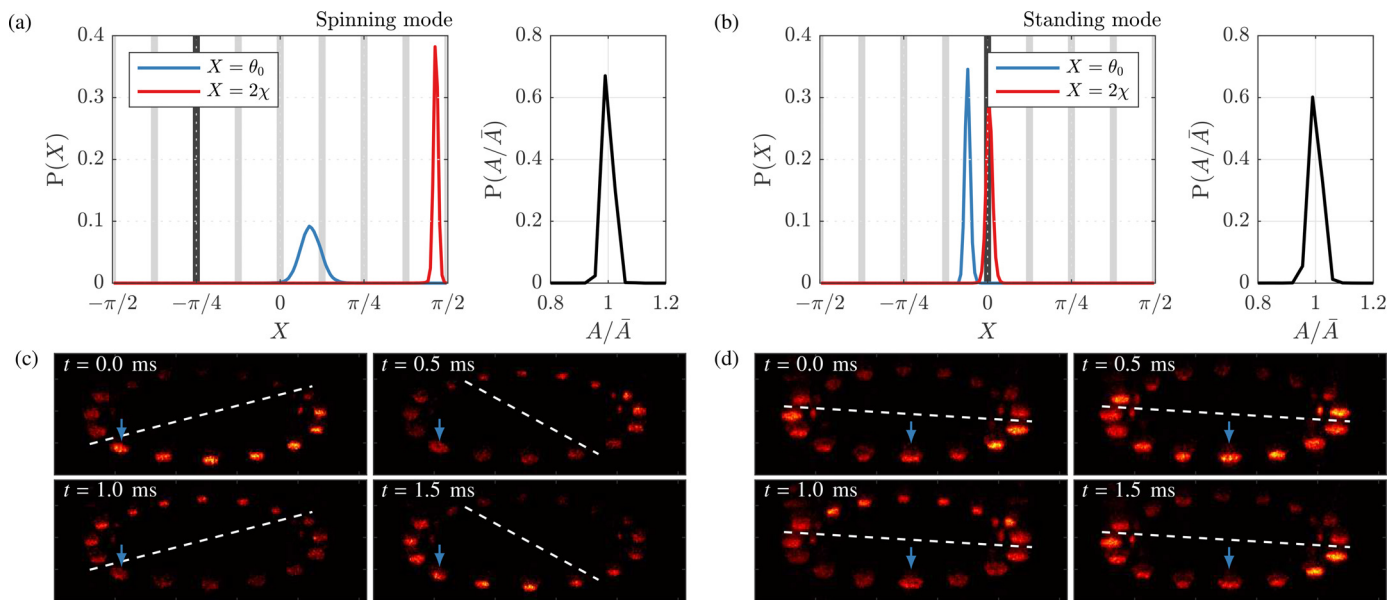 (a)
Spinning mode
P(X)
0.4
0.3
0.2
0.1
0
X = θ₀
X = 2χ
−π/2
−π/4
0
π/4
π/2
X
P(A/Ā)
0.8
0.6
0.4
0.2
0
0.8
1
1.2
A/Ā
(b)
Standing mode
P(X)
0.4
0.3
0.2
0.1
0
X = θ₀
X = 2χ
−π/2
−π/4
0
π/4
π/2
X
P(A/Ā)
0.8
0.6
0.4
0.2
0
0.8
1
1.2
A/Ā
(c)
t = 0.0 ms
t = 0.5 ms
t = 1.0 ms
t = 1.5 ms
(d)
t = 0.0 ms
t = 0.5 ms
t = 1.0 ms
t = 1.5 ms